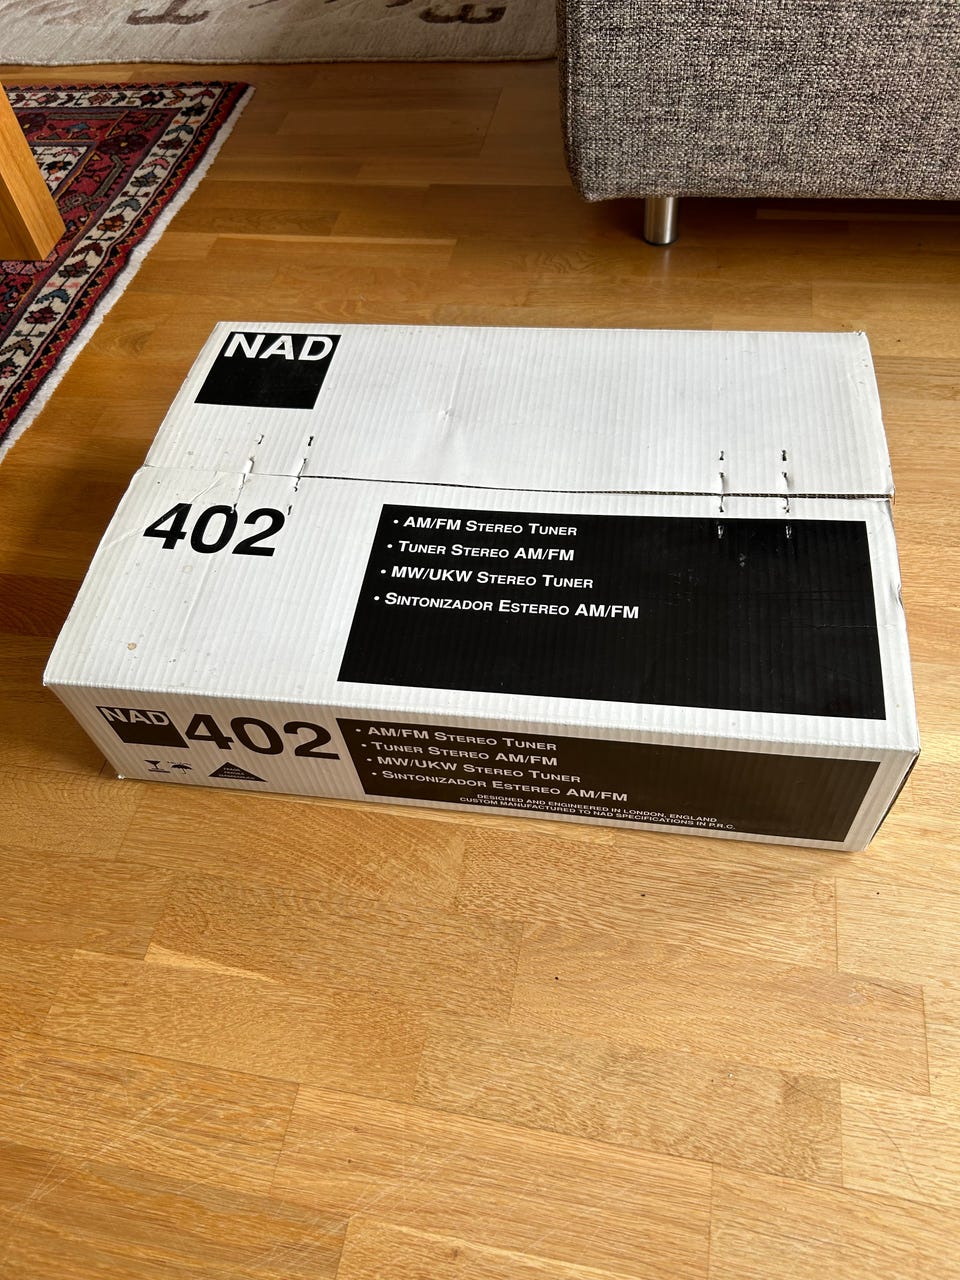 NAD
402
• AM/FM STEREO TUNER
• TUNER STEREO AM/FM
• MW/UKW STEREO TUNER
• SINTONIZADOR ESTEREO AM/FM
NAD 402
• AM/FM STEREO TUNER
• TUNER STEREO AM/FM
• MW/UKW STEREO TUNER
• SINTONIZADOR ESTEREO AM/FM
DESIGNED AND ENGINEERED IN LONDON, ENGLAND
CUSTOM MANUFACTURED TO NAD SPECIFICATIONS IN P.R.C.